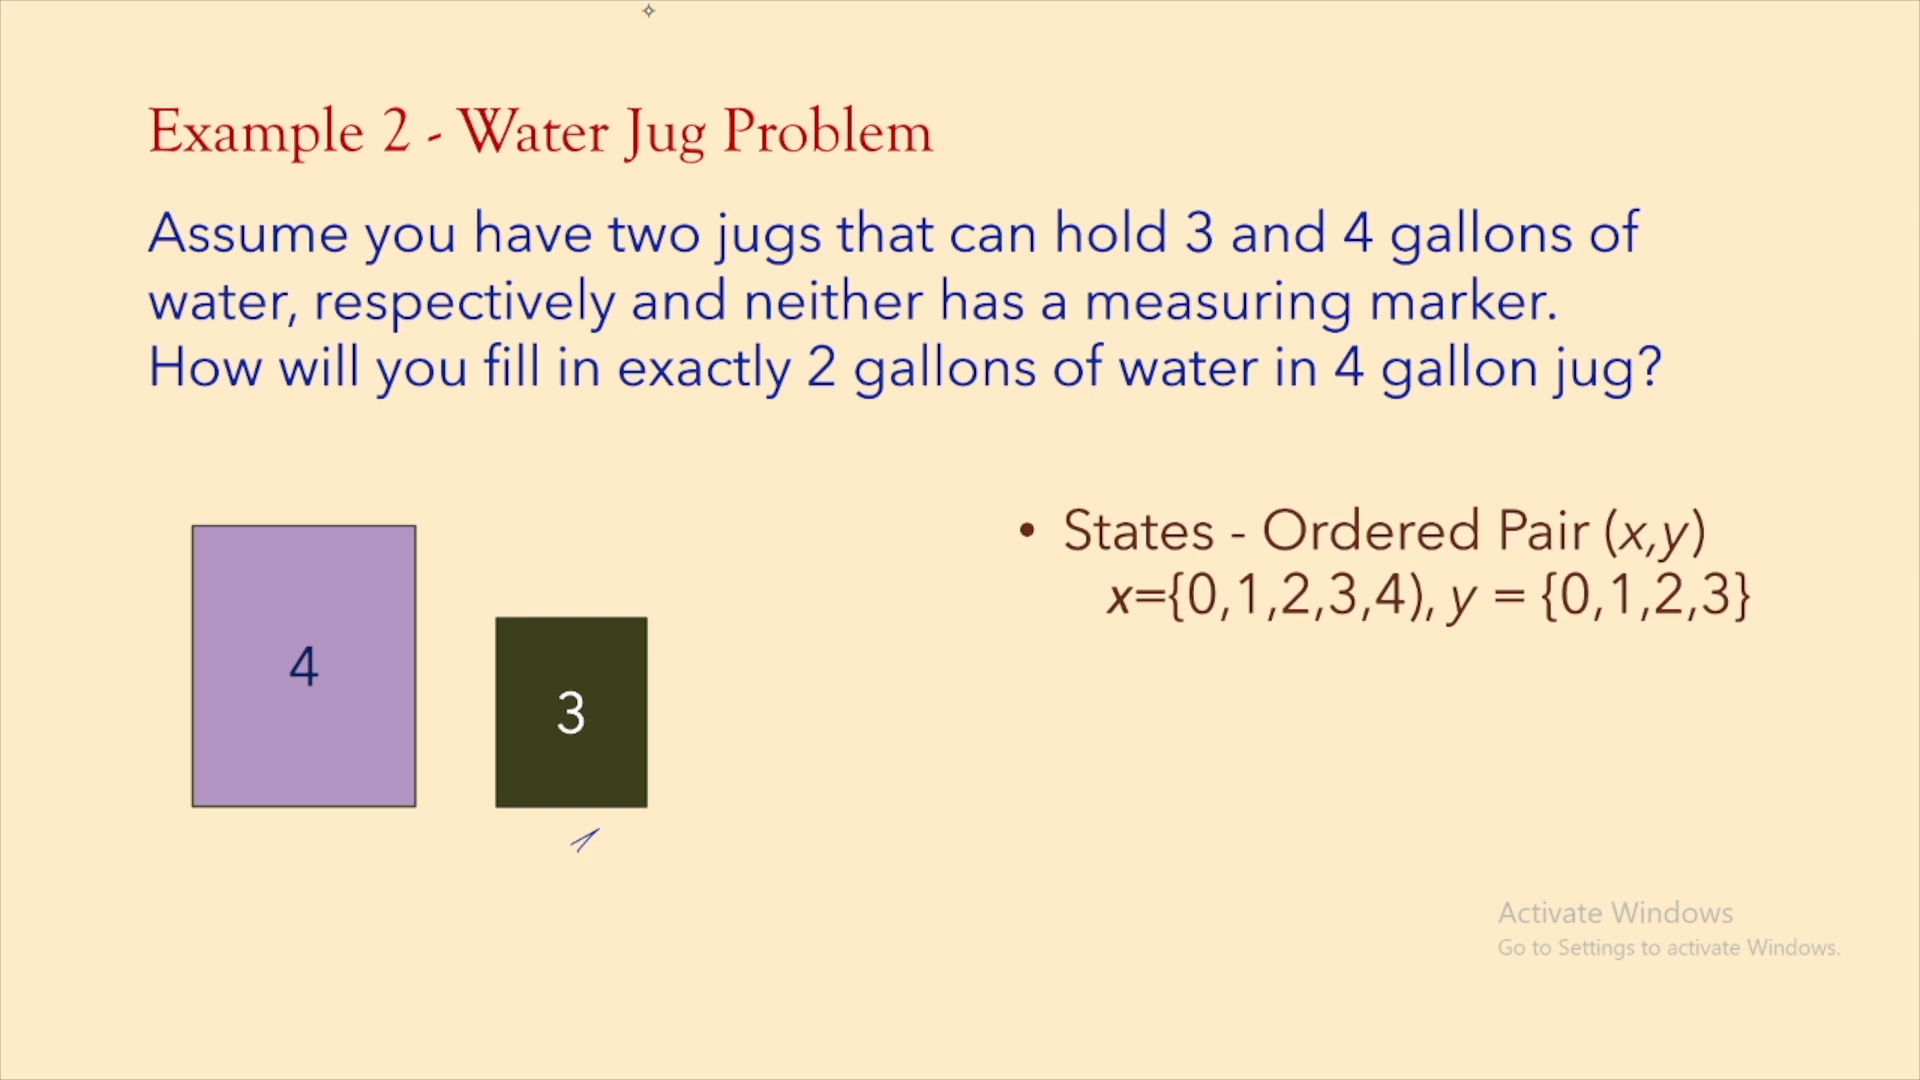 Example 2 - Water Jug Problem
Assume you have two jugs that can hold 3 and 4 gallons of
water, respectively and neither has a measuring marker.
How will you fill in exactly 2 gallons of water in 4 gallon jug?
• States - Ordered Pair (x,y)
x={0,1,2,3,4), y = {0,1,2,3}
4
3
Activate Windows
Go to Settings to activate Windows.